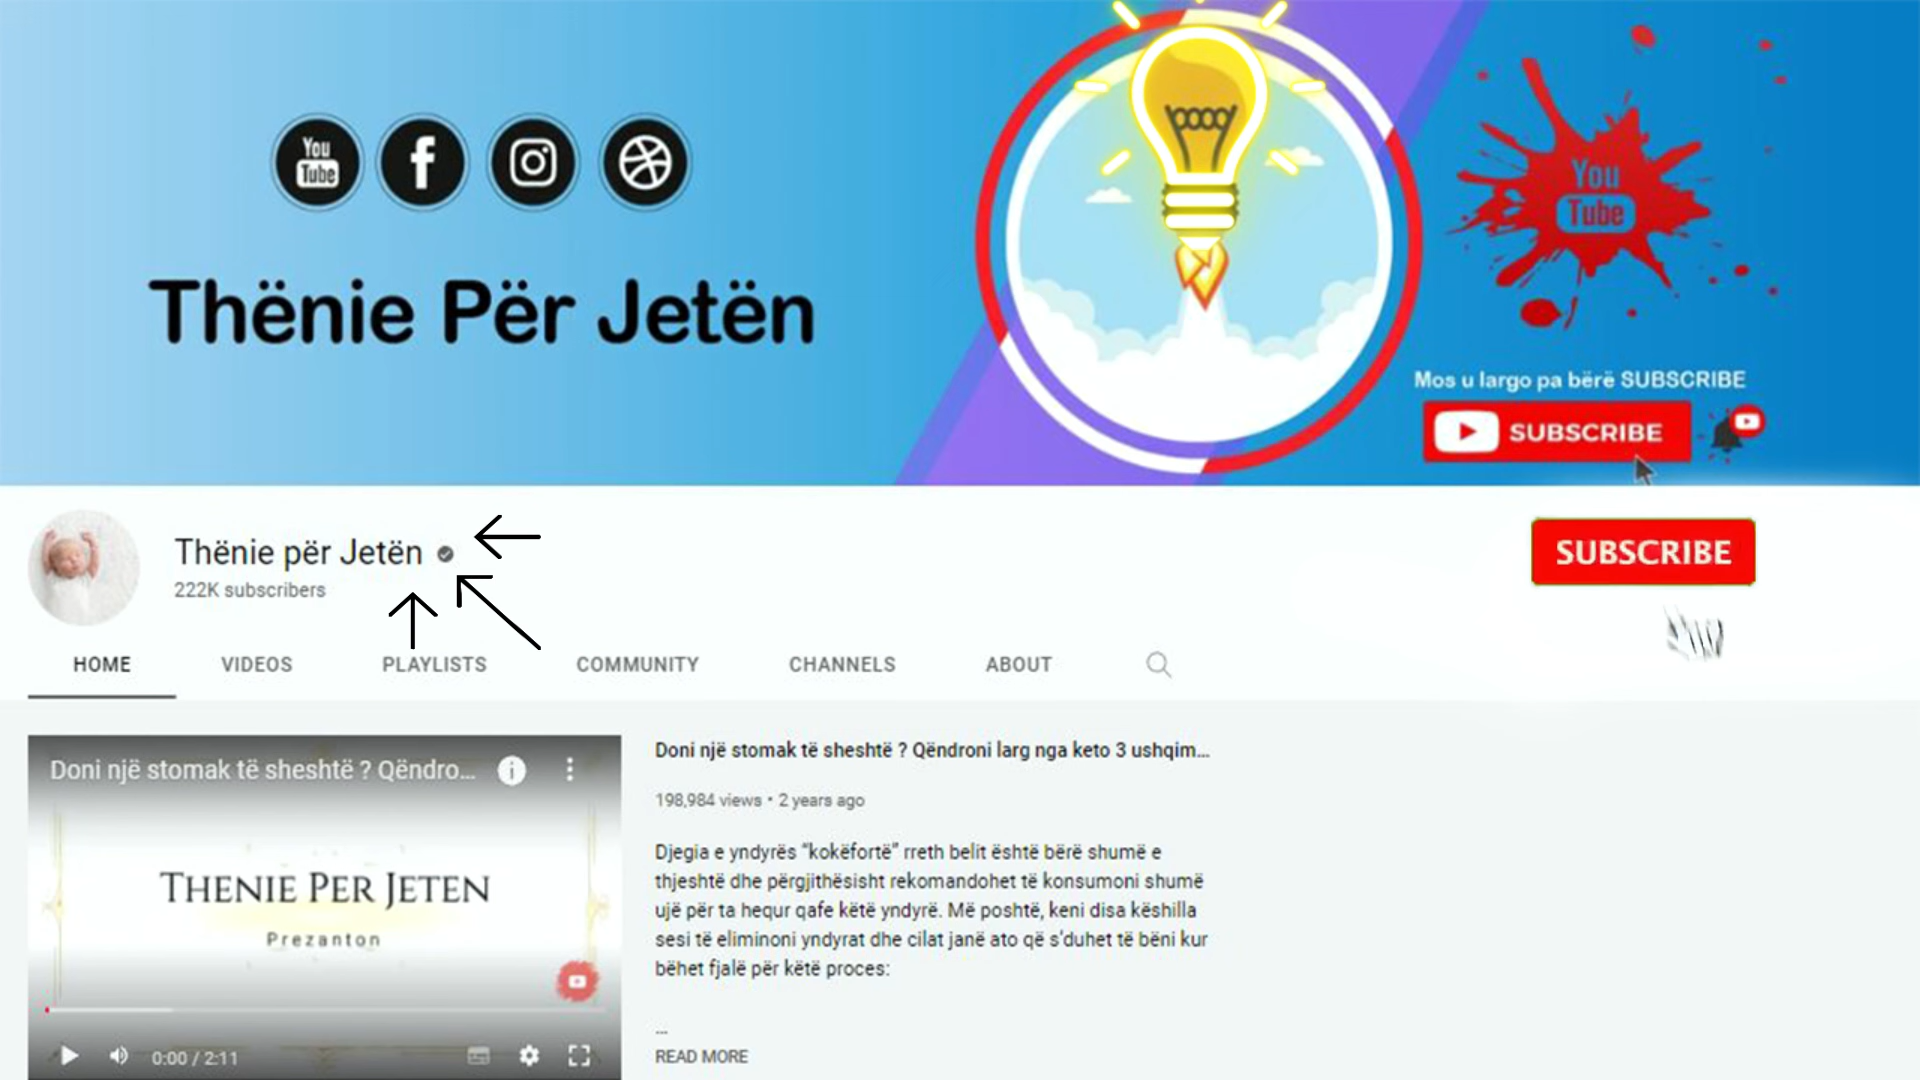 You
Tube
Thënie Për Jetën
You
Tube
Mos u largo pa bërë SUBSCRIBE
SUBSCRIBE
Thënie për Jetën
222K subscribers
SUBSCRIBE
HOME VIDEOS PLAYLISTS COMMUNITY CHANNELS ABOUT
Doni një stomak të sheshtë ? Qëndro...
THENIE PER JETEN
Prezanton
0:00 / 2:11
Doni një stomak të sheshtë ? Qëndroni larg nga keto 3 ushqim...
198,984 views • 2 years ago
Djegia e yndyrës “kokëfortë” rreth belit është bërë shumë e
thjeshtë dhe përgjithësisht rekomandohet të konsumoni shumë
ujë për ta hequr qafe këtë yndyrë. Më poshtë, keni disa këshilla
sesi të eliminoni yndyrat dhe cilat janë ato që s'duhet të bëni kur
bëhet fjalë për këtë proces:
...
READ MORE